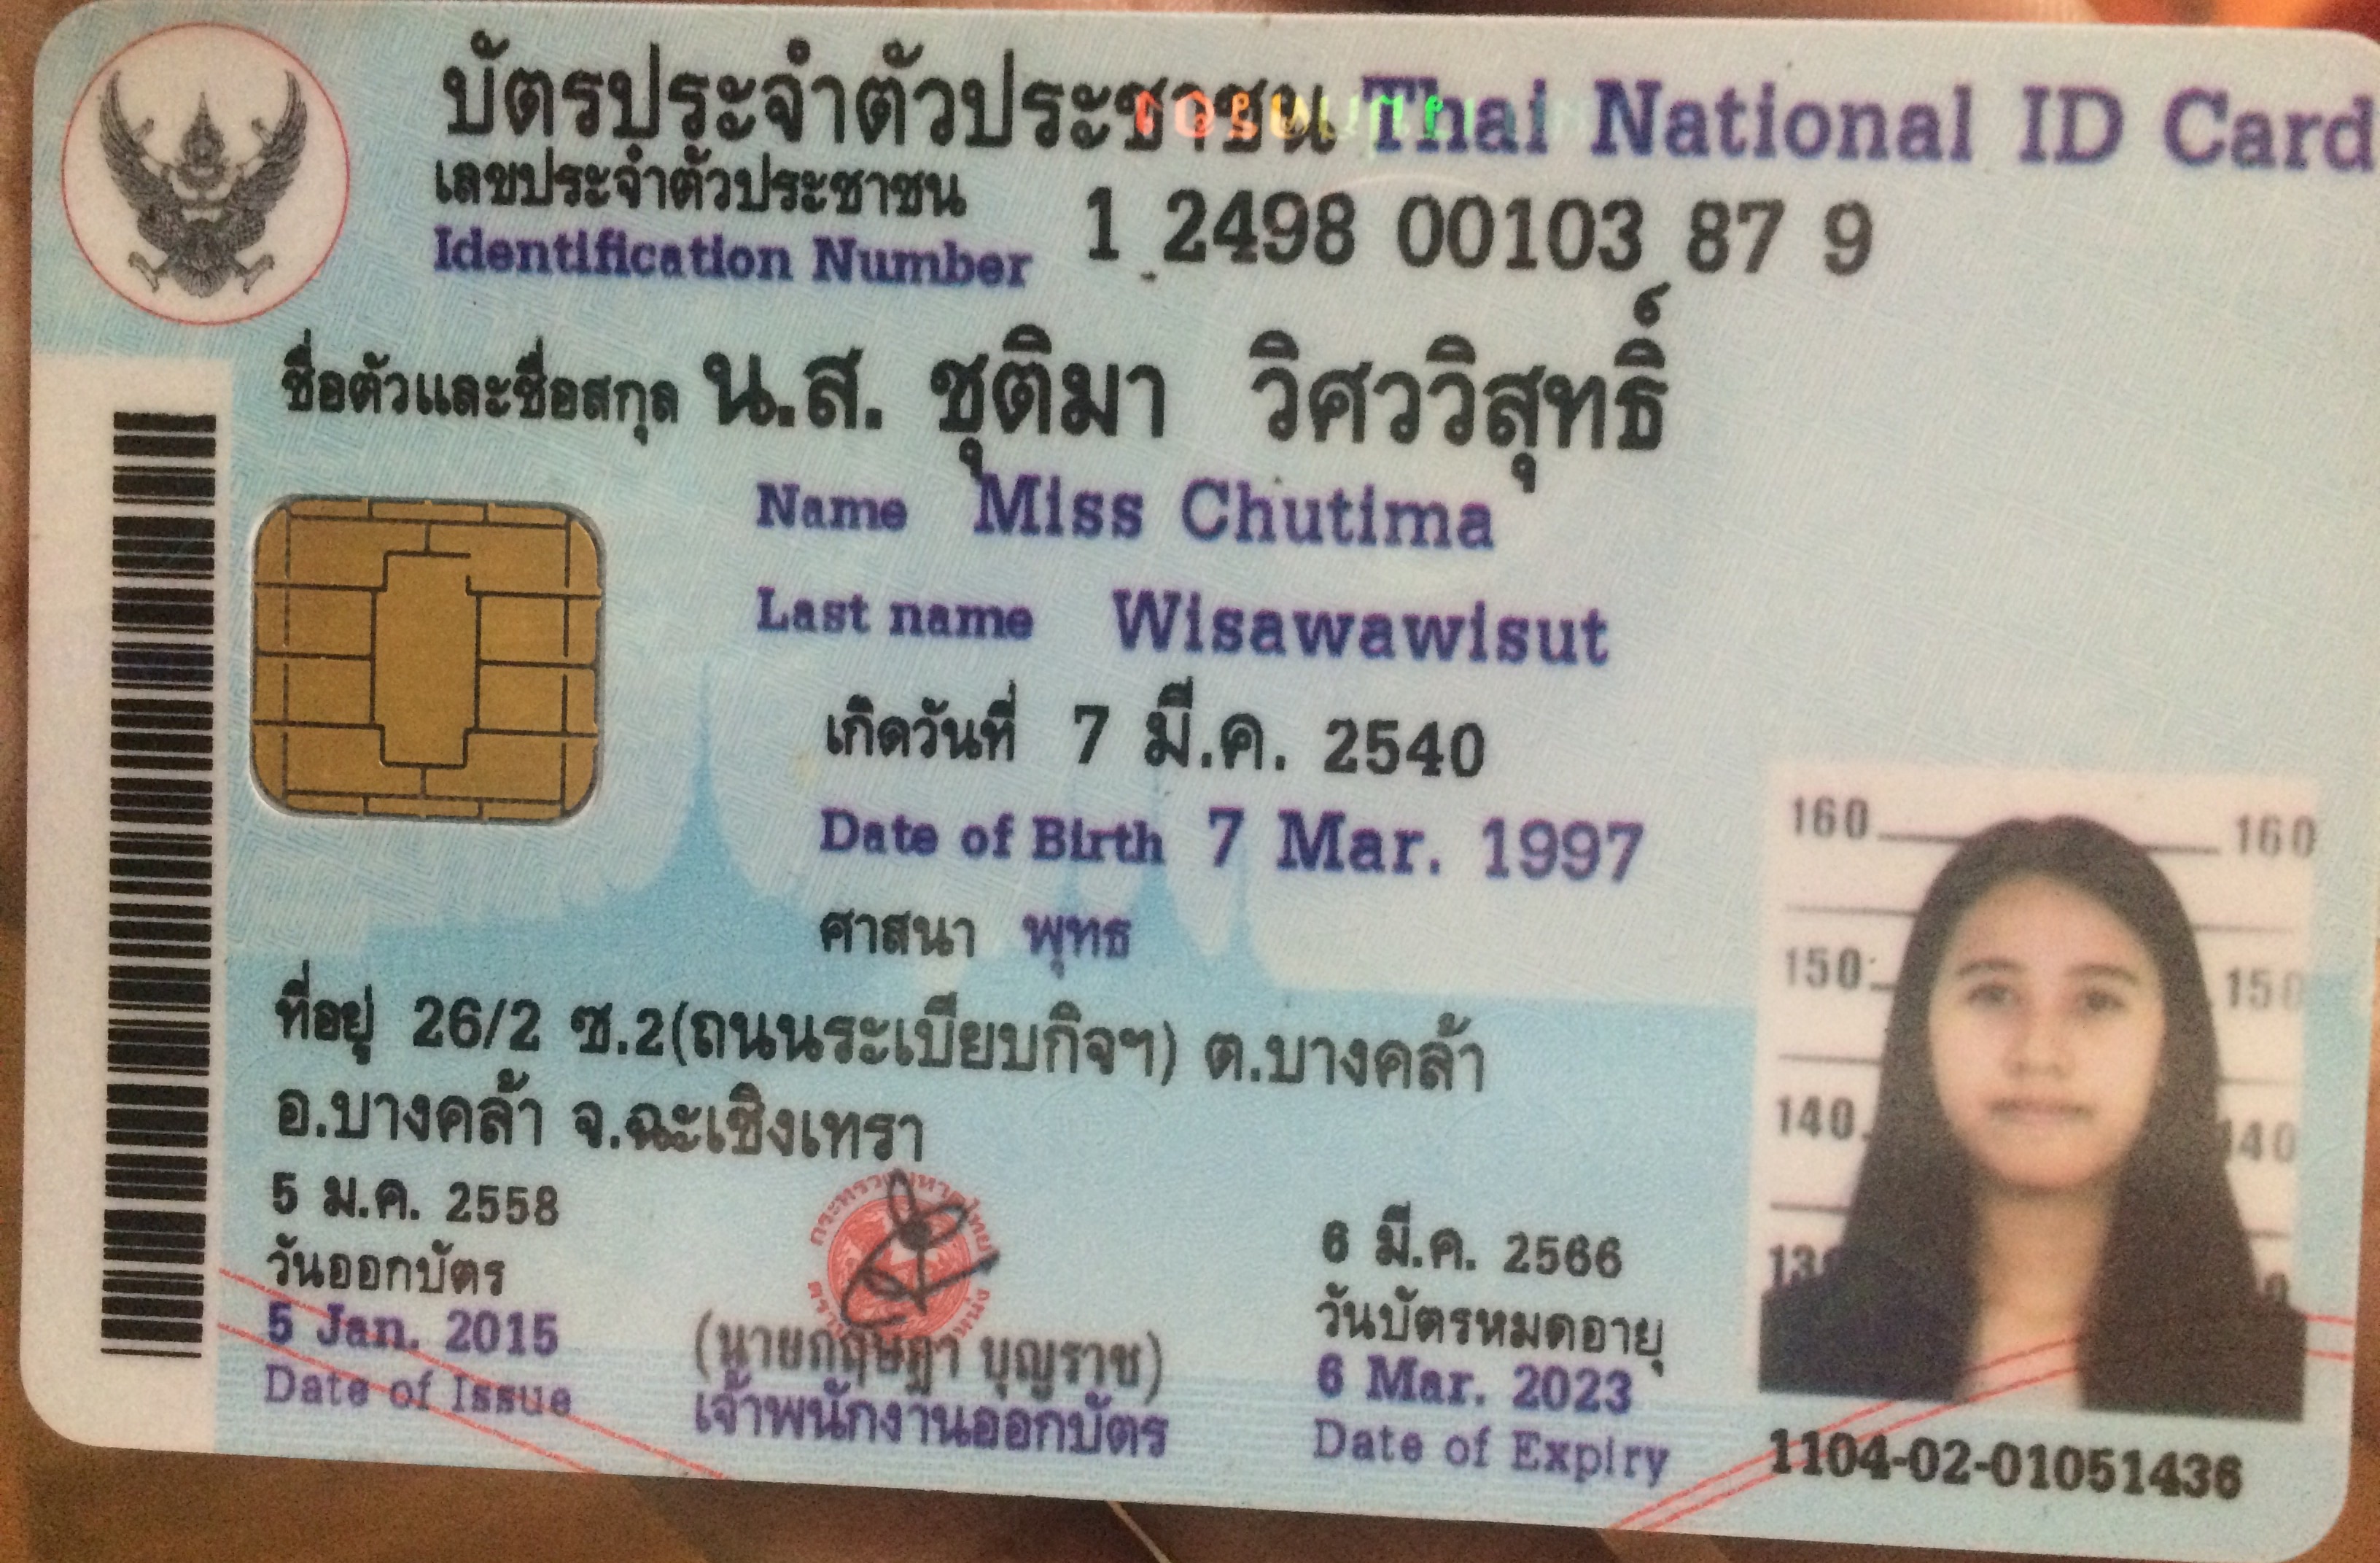 บัตรประจำตัวประชาชน Thai National ID Card
เลขประจำตัวประชาชน
Identification Number 1 2498 00103 87 9
ชื่อตัวและชื่อสกุล น.ส. ชุติมา วิศววิสุทธิ์
Name Miss Chutima
Last name Wisawawisut
เกิดวันที่ 7 มี.ค. 2540
Date of Birth 7 Mar. 1997
ศาสนา พุทธ
ที่อยู่ 26/2 ซ.2(ถนนระเบียบกิจฯ) ต.บางคล้า
อ.บางคล้า จ.ฉะเชิงเทรา
5 ม.ค. 2558
วันออกบัตร
5 Jan. 2015
Date of Issue
(นายกฤษฎา บุญราช)
เจ้าพนักงานออกบัตร
6 มี.ค. 2566
วันบัตรหมดอายุ
6 Mar. 2023
Date of Expiry
160 160
150 150
140 140
1104-02-01051436